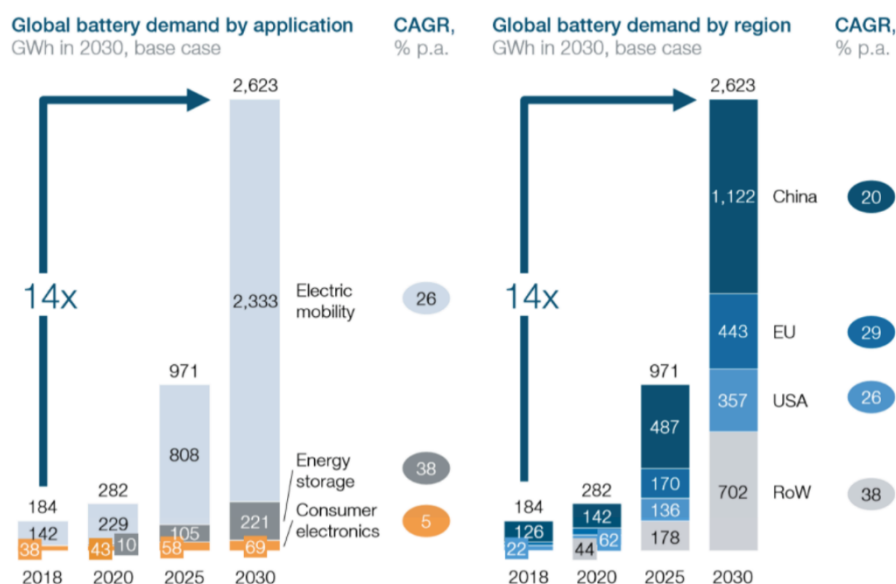 Global battery demand by application
GWh in 2030, base case
CAGR,
% p.a.
2,623
14x
2,333
Electric
mobility
26
971
808
Energy
storage
38
282
184
229
105
221
Consumer
electronics
5
142
38
43
10
58
69
2018
2020
2025
2030
Global battery demand by region
GWh in 2030, base case
CAGR,
% p.a.
2,623
1,122
China
20
14x
443
EU
29
971
357
USA
26
487
170
136
702
RoW
38
282
184
142
126
62
178
22
44
2018
2020
2025
2030